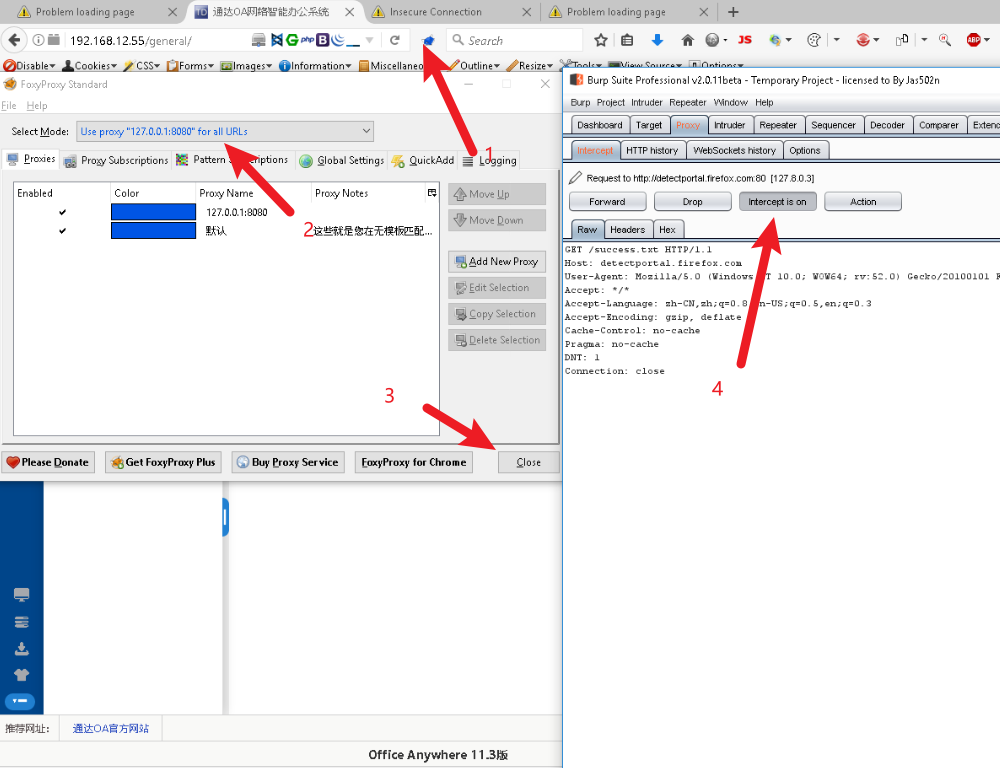 Problem loading page
通达OA网络智能办公系统
Insecure Connection
Problem loading page
192.168.12.55/general/
php
Search
JS
ABP
Disable
Cookies
CSS
Forms
Images
Information
Miscellaneous
Outline
Resize
Tools
View Source
Options
FoxyProxy Standard
File Help
Select Mode:
Use proxy "127.0.0.1:8080" for all URLs
Proxies
Proxy Subscriptions
Pattern Subscriptions
Global Settings
QuickAdd
Logging
1
2
Enabled
Color
Proxy Name
Proxy Notes
127.0.0.1:8080
默认
这些就是您在无模板匹配...
Move Up
Move Down
Add New Proxy
Edit Selection
Copy Selection
Delete Selection
3
Please Donate
Get FoxyProxy Plus
Buy Proxy Service
FoxyProxy for Chrome
Close
推荐网址:
通达OA官方网站
Office Anywhere 11.3版
Burp Suite Professional v2.0.11beta - Temporary Project - licensed to By Jas502n
Burp Project Intruder Repeater Window Help
Dashboard
Target
Proxy
Intruder
Repeater
Sequencer
Decoder
Comparer
Extenc
Intercept
HTTP history
WebSockets history
Options
Request to http://detectportal.firefox.com:80 [127.8.0.3]
Forward
Drop
Intercept is on
Action
Raw
Headers
Hex
GET /success.txt HTTP/1.1
Host: detectportal.firefox.com
User-Agent: Mozilla/5.0 (Windows NT 10.0; WOW64; rv:52.0) Gecko/20100101
Accept: */*
Accept-Language: zh-CN,zh;q=0.8,en-US;q=0.5,en;q=0.3
Accept-Encoding: gzip, deflate
Cache-Control: no-cache
Pragma: no-cache
DNT: 1
Connection: close
4